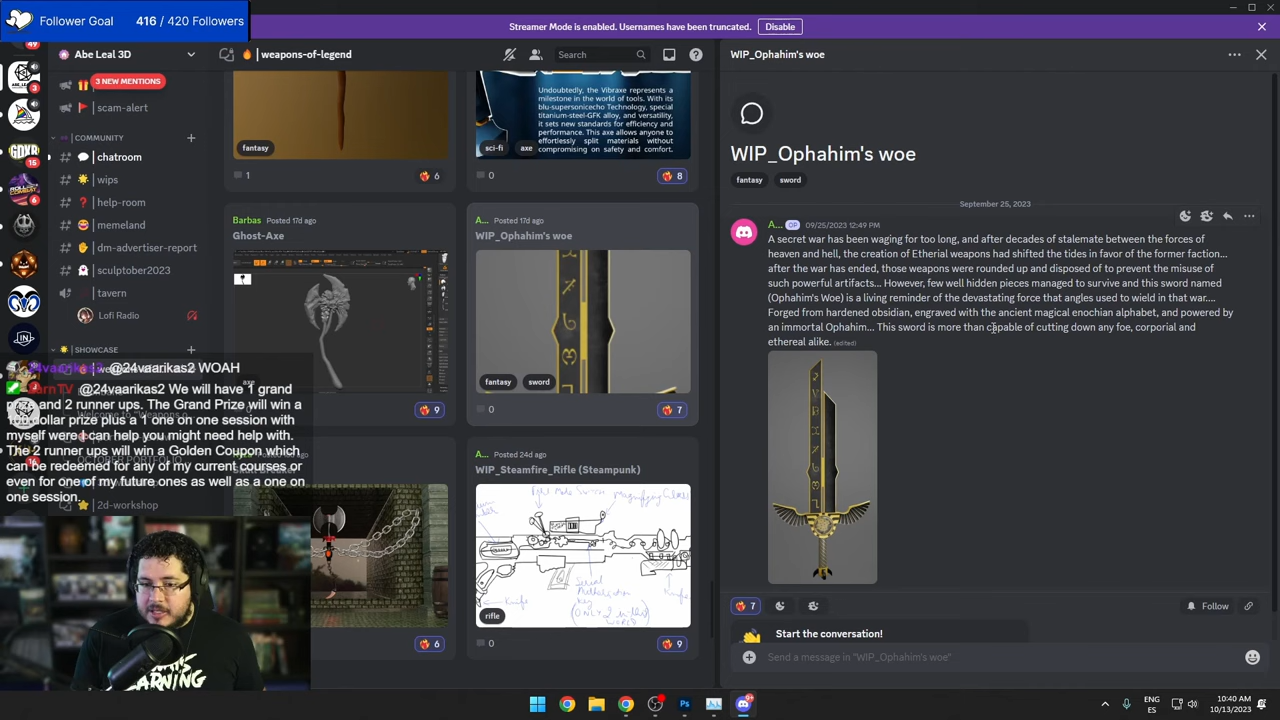 Follower Goal 416 / 420 Followers
Streamer Mode is enabled. Usernames have been truncated. Disable
49
3
15
6
Abe Leal 3D
3 NEW MENTIONS
scam-alert
COMMUNITY
chatroom
wips
help-room
memeland
dm-advertiser-report
sculptober2023
tavern
Lofi Radio
SHOWCASE
2d-workshop
@24vaarikas2 WOAH
@24vaarikas2 We will have 1 grand
and 2 runner ups. The Grand Prize will win a
dollar prize plus a 1 one on one session with
myself were I can help you might need help with.
The 2 runner ups will win a Golden Coupon which
can be redeemed for any of my current courses or
even for one of my future ones as well as a one on
one session.
weapons-of-legend
Search
fantasy
1
6
Undoubtedly, the Vibraxe represents a
milestone in the world of tools. With its
blu-supersonicecho Technology, special
titanium-steel-GFK alloy, and versatility,
it sets new standards for efficiency and
performance. This axe allows anyone to
effortlessly split materials without
compromising on safety and comfort.
sci-fi
axe
0
8
Barbas Posted 17d ago
Ghost-Axe
axe
9
A... Posted 17d ago
WIP_Ophahim's woe
fantasy
sword
0
7
6
A... Posted 24d ago
WIP_Steamfire_Rifle (Steampunk)
Knife
rifle
0
9
WIP_Ophahim's woe
WIP_Ophahim's woe
fantasy
sword
September 25, 2023
A... OP 09/25/2023 12:49 PM
A secret war has been waging for too long, and after decades of stalemate between the forces of
heaven and hell, the creation of Etherial weapons had shifted the tides in favor of the former faction...
after the war has ended, those weapons were rounded up and disposed of to prevent the misuse of
such powerful artifacts... However, few well hidden pieces managed to survive and this sword named
(Ophahim's Woe) is a living reminder of the devastating force that angles used to wield in that war....
Forged from hardened obsidian, engraved with the ancient magical enochian alphabet, and powered by
an immortal Ophahim... This sword is more than capable of cutting down any foe, corporial and
ethereal alike. (edited)
7
Follow
Start the conversation!
Send a message in "WIP_Ophahim's woe"
ENG
ES
10:40 AM
10/13/2023